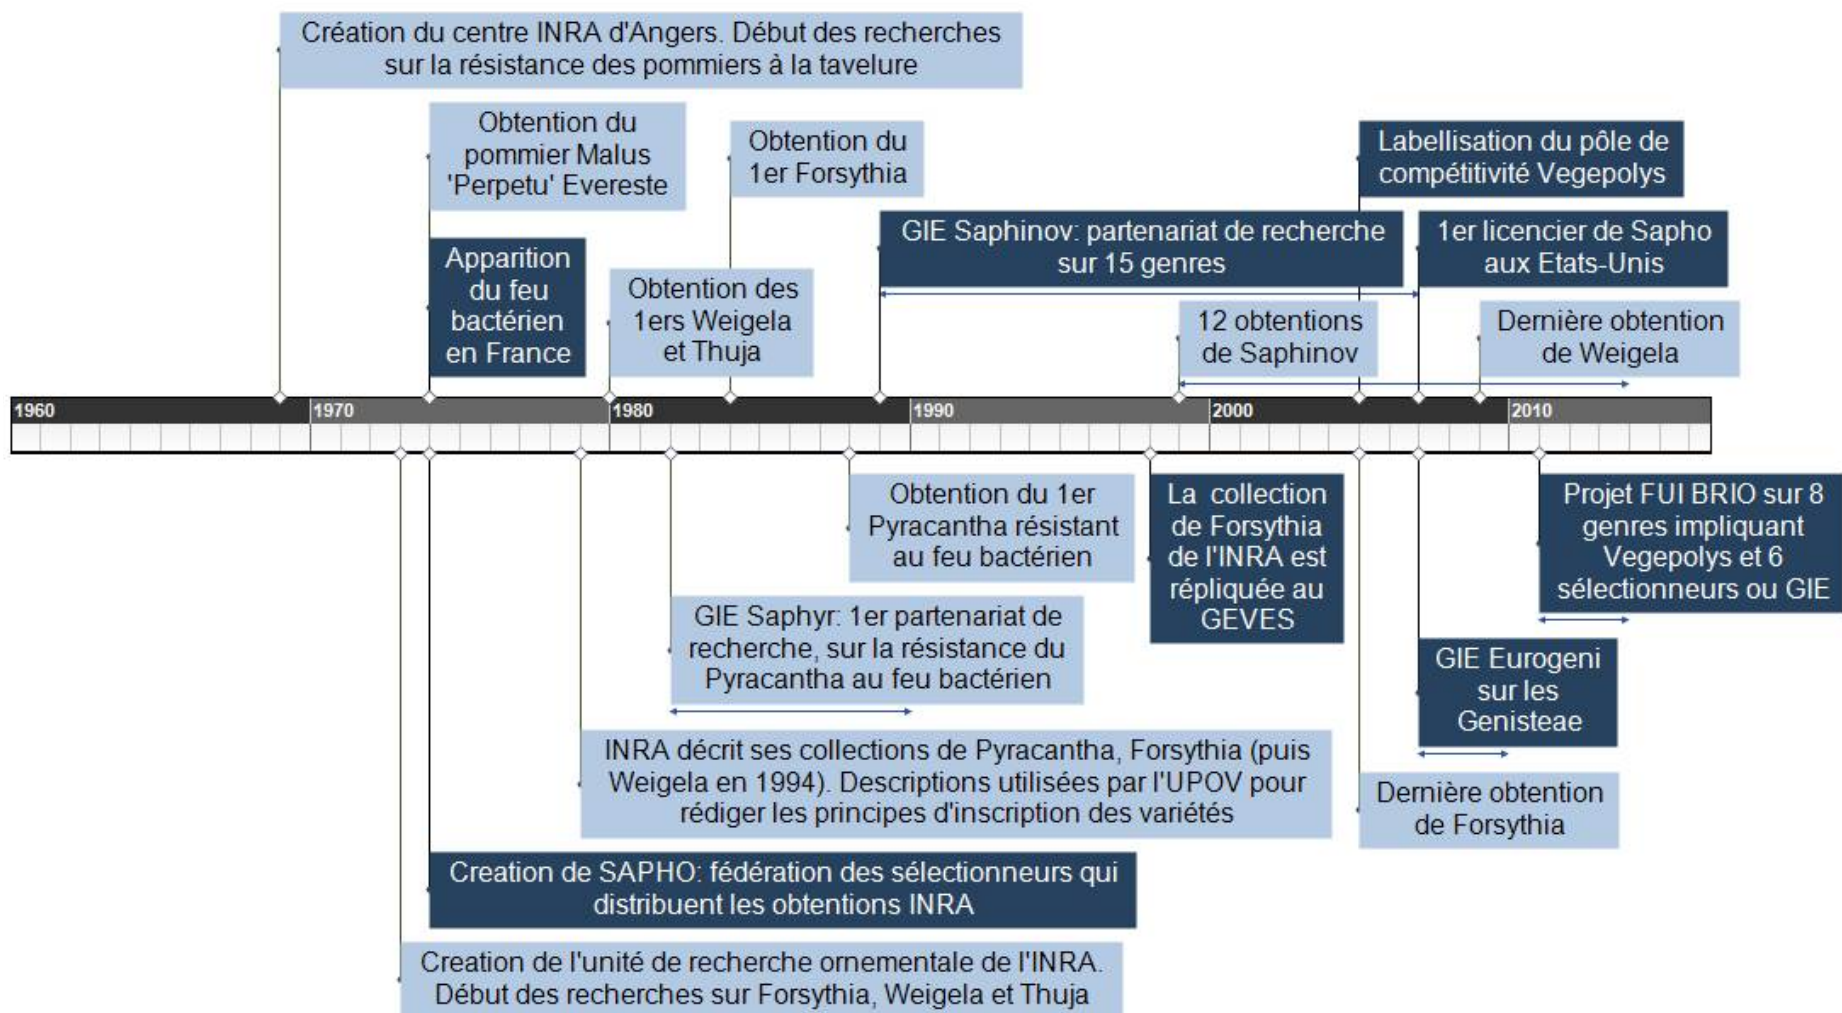 Création du centre INRA d'Angers. Début des recherches
sur la résistance des pommiers à la tavelure
Obtention du
pommier Malus
'Perpetu' Evereste
Obtention du
1er Forsythia
Labellisation du pôle de
compétitivité Vegepolys
Apparition
du feu
bactérien
en France
Obtention des
1ers Weigela
et Thuja
GIE Saphinov: partenariat de recherche
sur 15 genres
1er licencier de Sapho
aux Etats-Unis
12 obtentions
de Saphinov
Dernière obtention
de Weigela
1960
1970
1980
1990
2000
2010
Obtention du 1er
Pyracantha résistant
au feu bactérien
La collection
de Forsythia
de l'INRA est
répliquée au
GEVES
Projet FUI BRIO sur 8
genres impliquant
Vegepolys et 6
sélectionneurs ou GIE
GIE Saphyr: 1er partenariat de
recherche, sur la résistance du
Pyracantha au feu bactérien
GIE Eurogeni
sur les
Genisteae
INRA décrit ses collections de Pyracantha, Forsythia (puis
Weigela en 1994). Descriptions utilisées par l'UPOV pour
rédiger les principes d'inscription des variétés
Dernière obtention
de Forsythia
Creation de SAPHO: fédération des sélectionneurs qui
distribuent les obtentions INRA
Creation de l'unité de recherche ornementale de l'INRA.
Début des recherches sur Forsythia, Weigela et Thuja